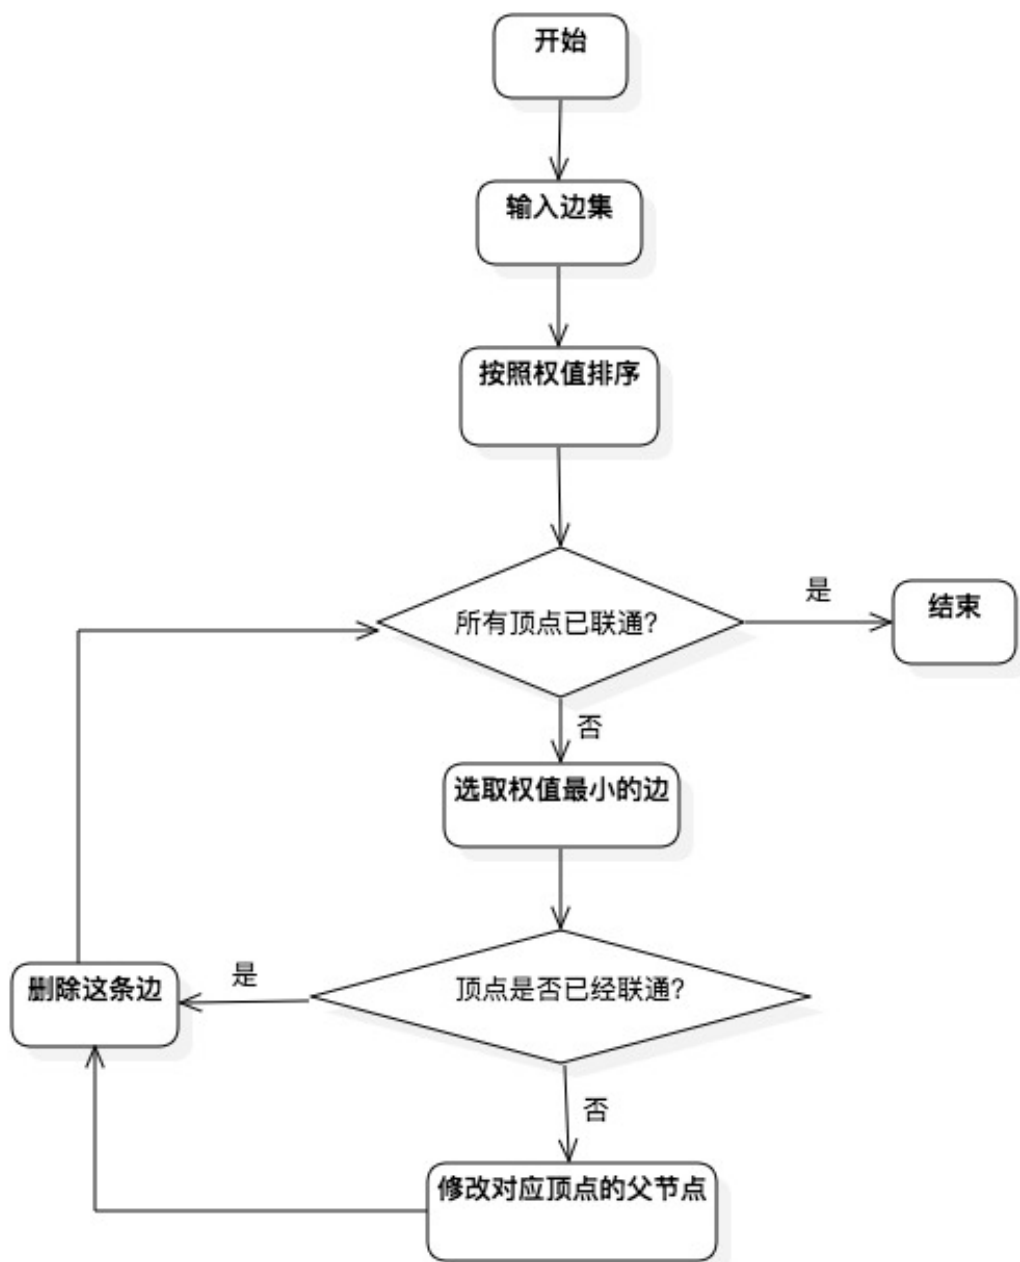 开始
输入边集
按照权值排序
所有顶点已联通?
是
结束
否
选取权值最小的边
顶点是否已经联通?
是
删除这条边
否
修改对应顶点的父节点